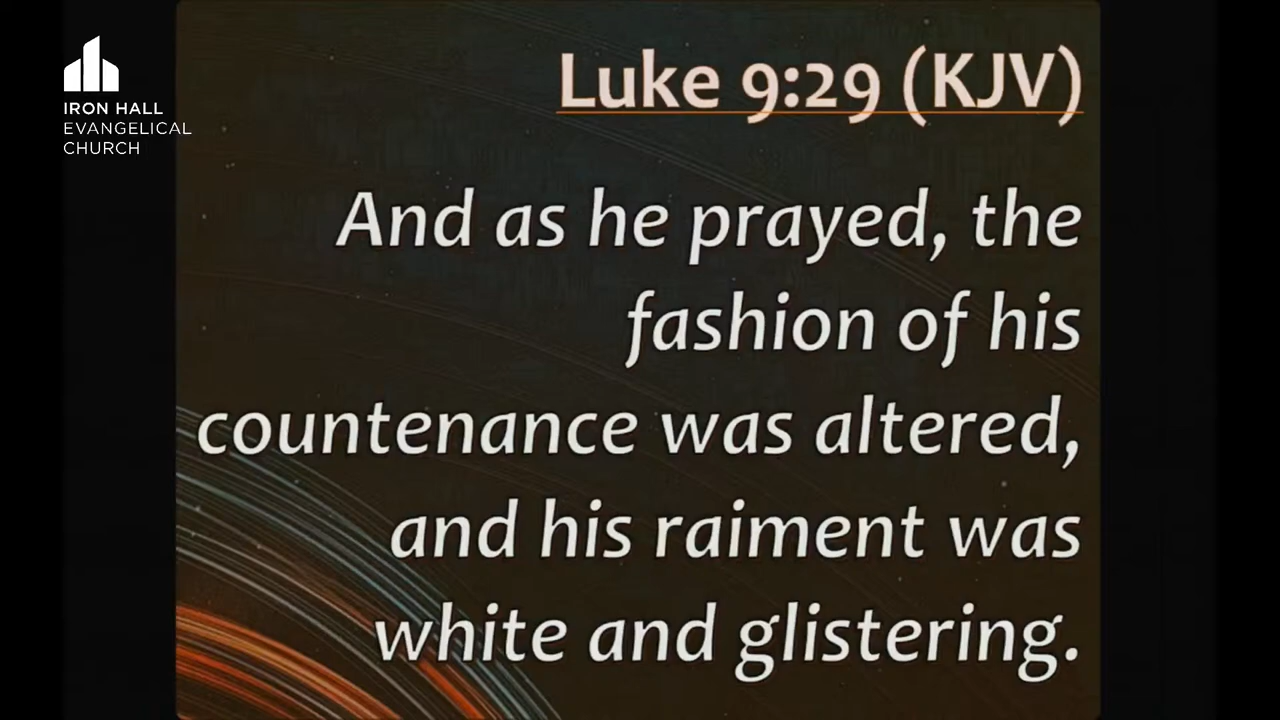 IRON HALL
EVANGELICAL
CHURCH
Luke 9:29 (KJV)
And as he prayed, the
fashion of his
countenance was altered,
and his raiment was
white and glistering.